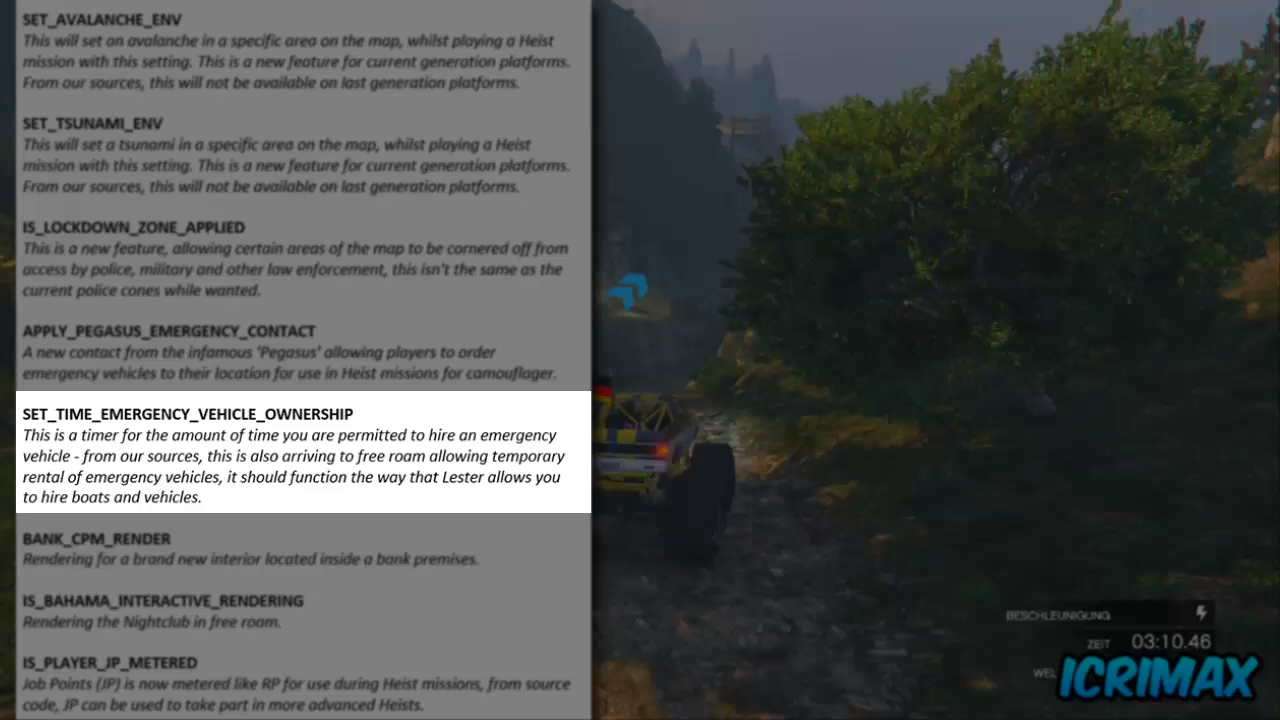 SET_AVALANCHE_ENV
This will set an avalanche in a specific area on the map, whilst playing a Heist
mission with this setting. This is a new feature for current generation platforms.
From our sources, this will not be available on last generation platforms.
SET_TSUNAMI_ENV
This will set a tsunami in a specific area on the map, whilst playing a Heist
mission with this setting. This is a new feature for current generation platforms.
From our sources, this will not be available on last generation platforms.
IS_LOCKDOWN_ZONE_APPLIED
This is a new feature, allowing certain areas of the map to be cornered off from
access by police, military and other law enforcement, this isn't the same as the
current police cones while wanted.
APPLY_PEGASUS_EMERGENCY_CONTACT
A new contact from the infamous 'Pegasus' allowing players to order
emergency vehicles to their location for use in Heist missions for camouflager.
SET_TIME_EMERGENCY_VEHICLE_OWNERSHIP
This is a timer for the amount of time you are permitted to hire an emergency
vehicle - from our sources, this is also arriving to free roam allowing temporary
rental of emergency vehicles, it should function the way that Lester allows you
to hire boats and vehicles.
BANK_CPM_RENDER
Rendering for a brand new interior located inside a bank premises.
IS_BAHAMA_INTERACTIVE_RENDERING
Rendering the Nightclub in free roam.
IS_PLAYER_JP_METERED
Job Points (JP) is now metered like RP for use during Heist missions, from source
code, JP can be used to take part in more advanced Heists.
BESCHLEUNIGUNG
ZEIT 03:10.46
WEL
ICRIMAX